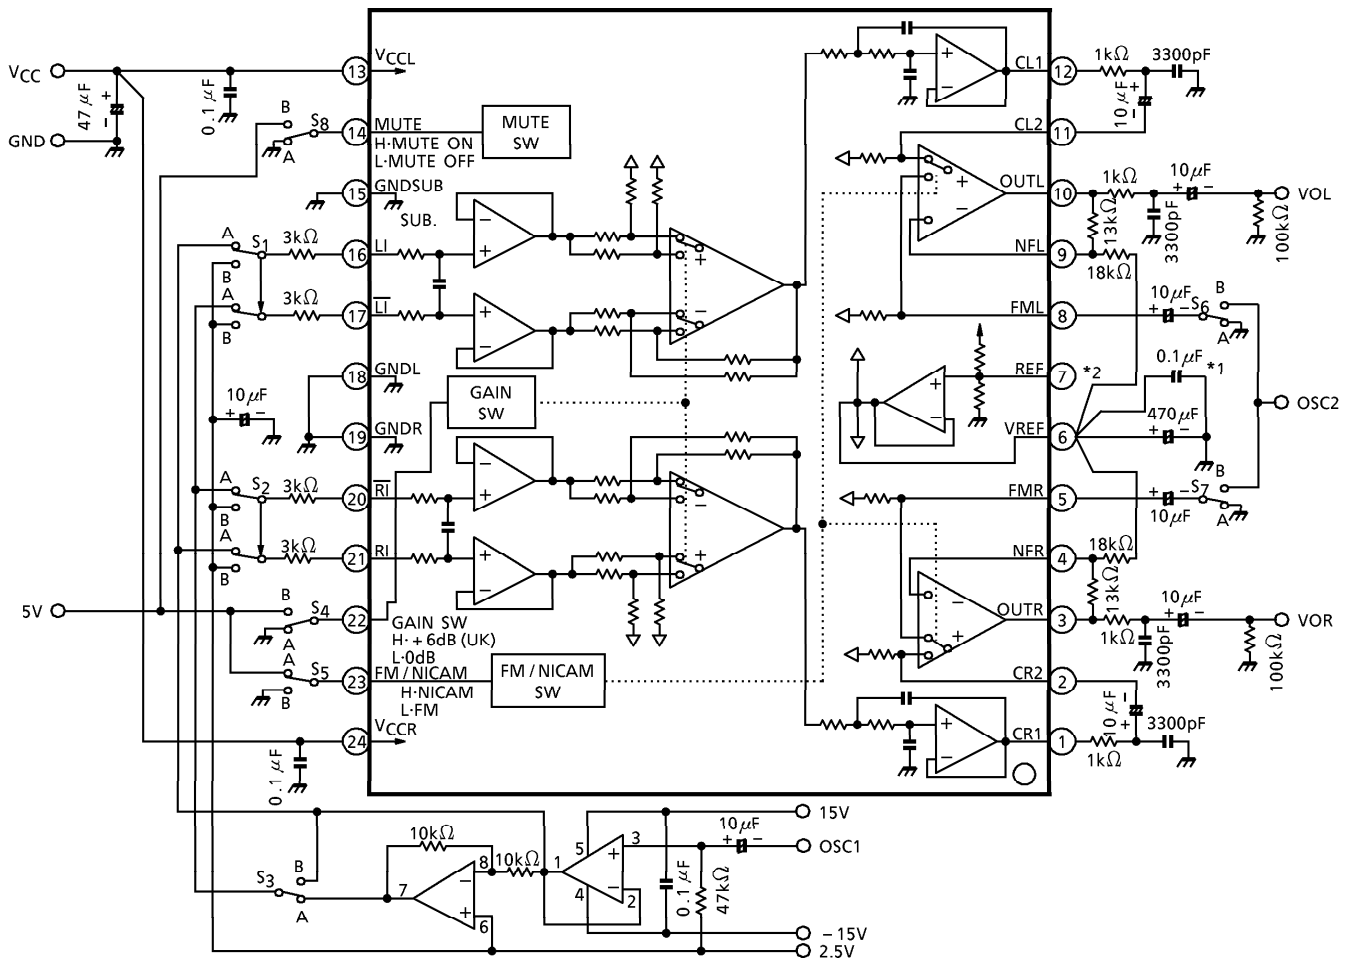 VCC
GND
47 μF
+
−
0.1 μF
B
S8
A
13
VCCL
14
MUTE
H·MUTE ON
L·MUTE OFF
MUTE
SW
15
GNDSUB
SUB.
A
S1
3kΩ
16
LI
B
A
3kΩ
17
LI
B
18
GNDL
10μF
+
−
19
GNDR
GAIN
SW
A
S2
3kΩ
20
RI
B
A
3kΩ
21
RI
B
5V
B
S4
A
22
GAIN SW
H·+6dB (UK)
L·0dB
A
S5
B
23
FM / NICAM
H·NICAM
L·FM
FM / NICAM
SW
24
VCCR
0.1 μF
−
+
+
−
+
−
−
+
+
−
−
+
+
−
+
−
+
−
+
−
−
+
+
−
CL1
12
1kΩ
3300pF
10 μF
+
−
CL2
11
OUTL
10
1kΩ
10μF
+
−
VOL
13kΩ
3300pF
100kΩ
NFL
9
18kΩ
FML
8
10μF
+
−
S6
B
A
REF
7
*2
0.1μF
*1
OSC2
VREF
6
470μF
+
−
FMR
5
+
−
10μF
S7
B
A
NFR
4
18kΩ
13kΩ
OUTR
3
1kΩ
10μF
+
−
VOR
3300pF
100kΩ
CR2
2
10 μF
−
+
3300pF
CR1
1
1kΩ
15V
10μF
+
−
OSC1
10kΩ
10kΩ
8
7
−
+
6
1
5
+
3
4
−
2
0.1 μF
47kΩ
S3
B
A
−15V
2.5V